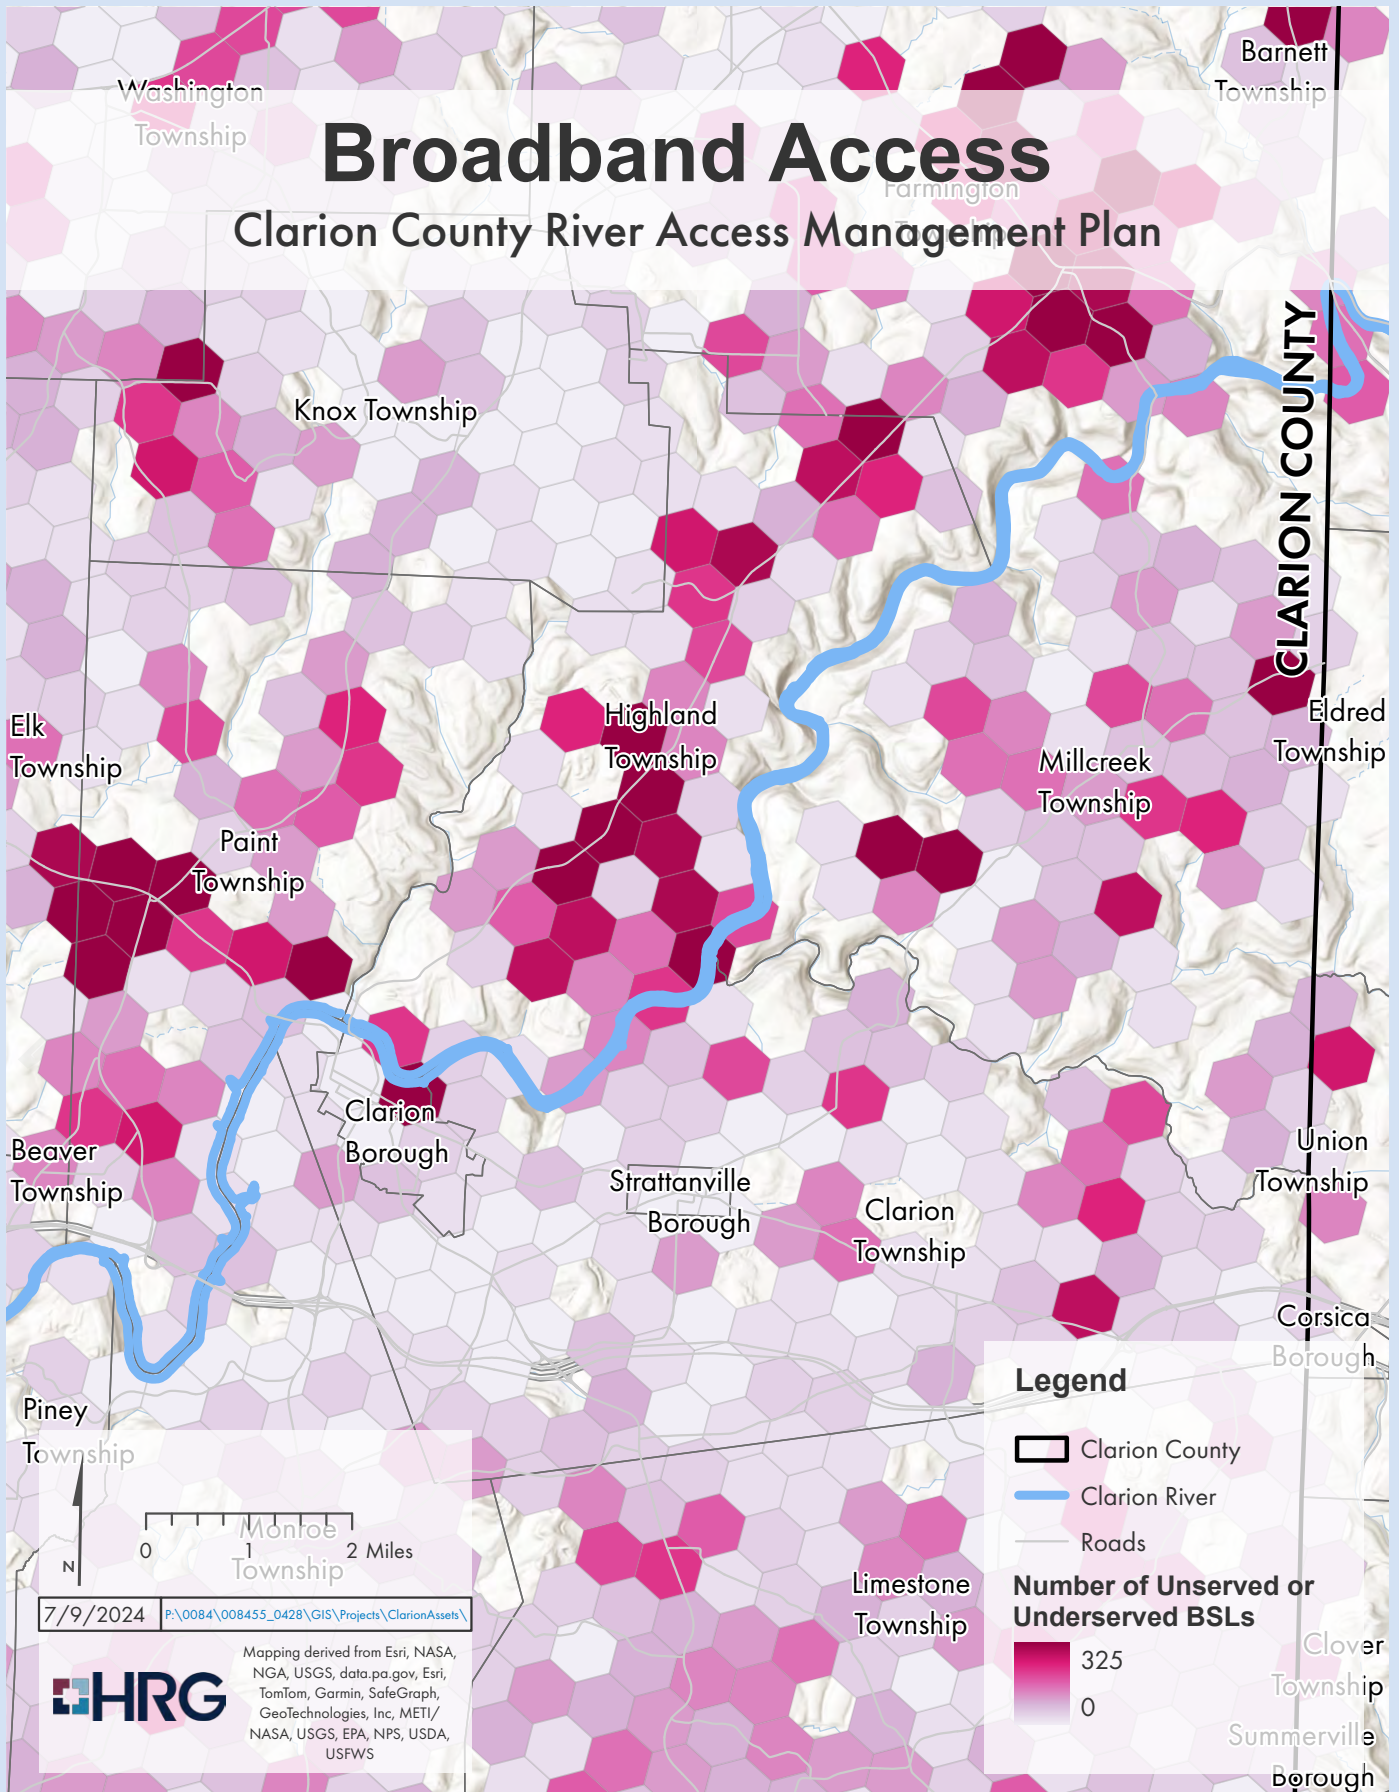 Barnett
Township
Washington
Township
Broadband Access
Farmington
Township
Clarion County River Access Management Plan
CLARION COUNTY
Knox Township
Elk
Township
Highland
Township
Eldred
Township
Millcreek
Township
Paint
Township
Clarion
Borough
Beaver
Township
Union
Township
Strattanville
Borough
Clarion
Township
Corsica
Borough
Piney
Township
Legend
Clarion County
Clarion River
Roads
Number of Unserved or
Underserved BSLs
325
0
Monroe
Township
N
0 1 2 Miles
Limestone
Township
7/9/2024 P:\0084\008455_0428\GIS\Projects\ClarionAssets\
HRG
Mapping derived from Esri, NASA,
NGA, USGS, data.pa.gov, Esri,
TomTom, Garmin, SafeGraph,
GeoTechnologies, Inc, METI/
NASA, USGS, EPA, NPS, USDA,
USFWS
Clover
Township
Summerville
Borough